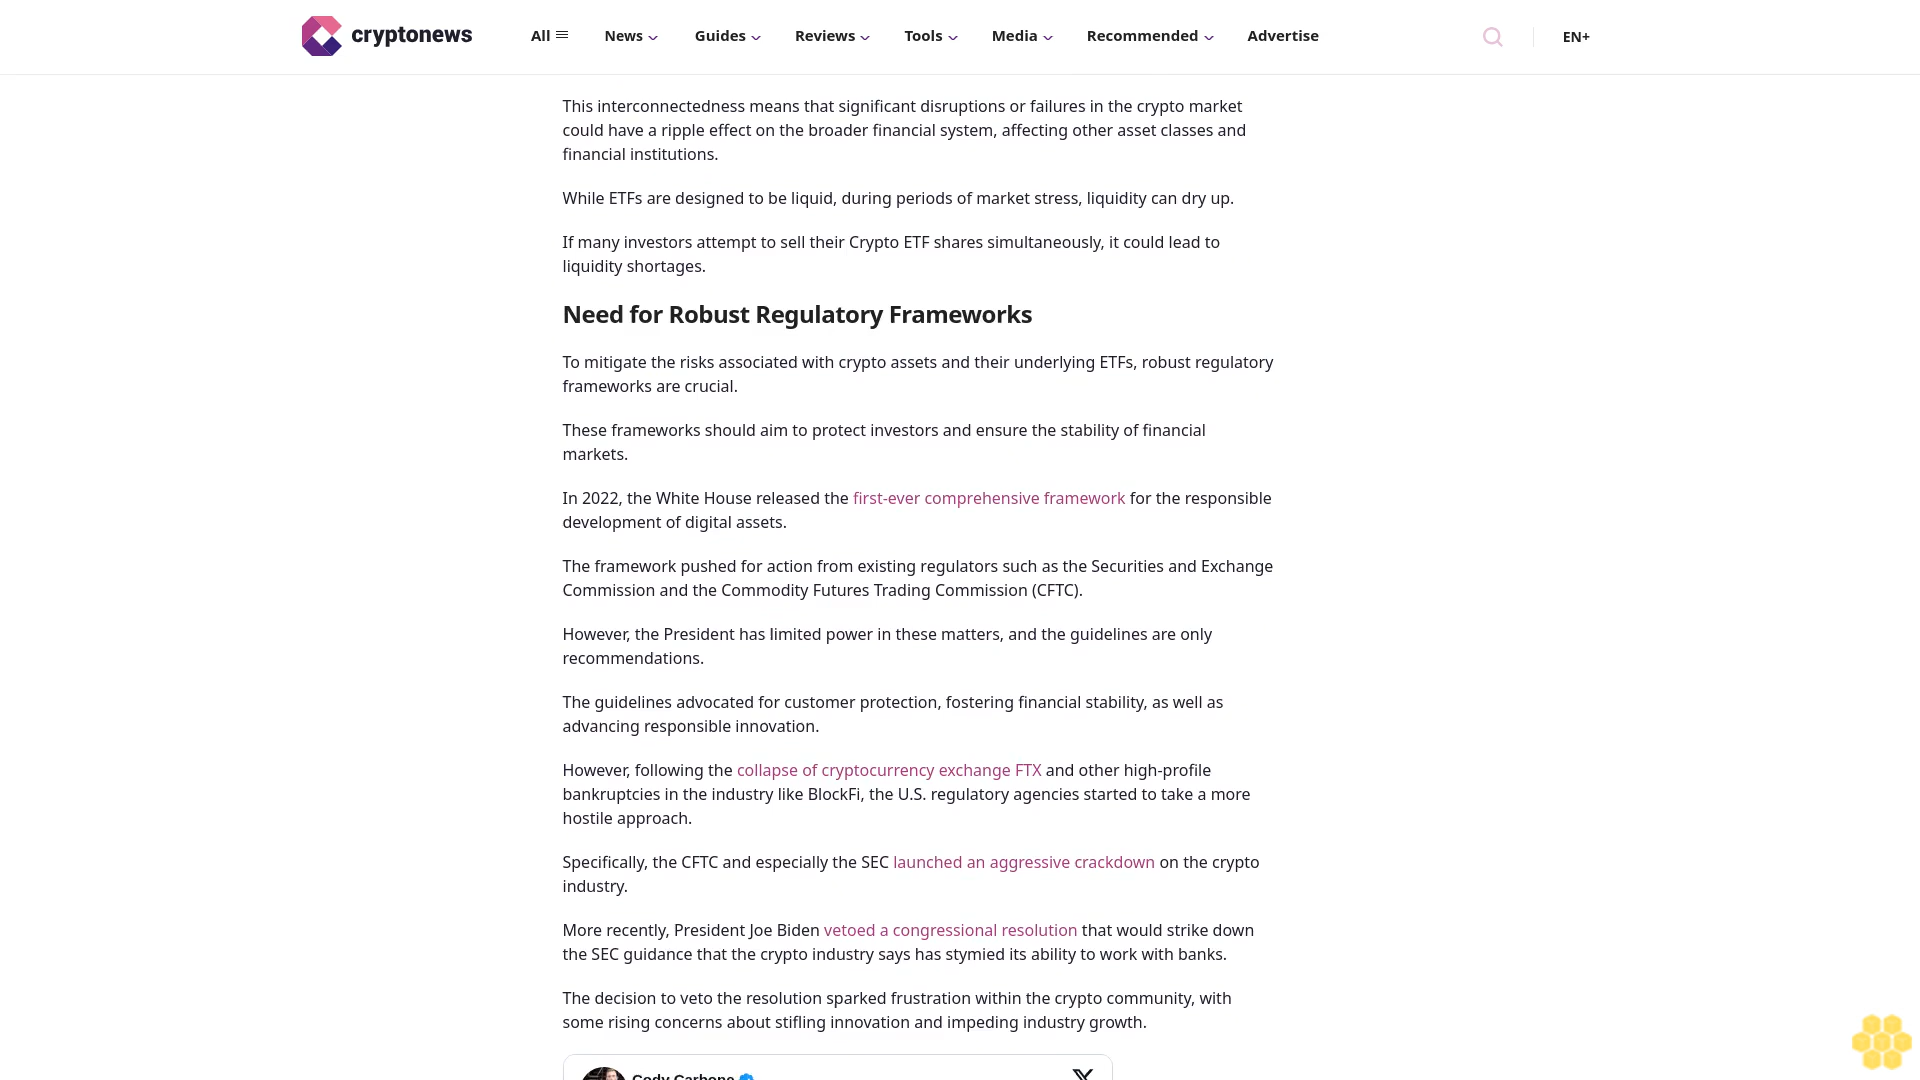 cryptonews
All
News
Guides
Reviews
Tools
Media
Recommended
Advertise
EN+
This interconnectedness means that significant disruptions or failures in the crypto market
could have a ripple effect on the broader financial system, affecting other asset classes and
financial institutions.
While ETFs are designed to be liquid, during periods of market stress, liquidity can dry up.
If many investors attempt to sell their Crypto ETF shares simultaneously, it could lead to
liquidity shortages.
Need for Robust Regulatory Frameworks
To mitigate the risks associated with crypto assets and their underlying ETFs, robust regulatory
frameworks are crucial.
These frameworks should aim to protect investors and ensure the stability of financial
markets.
In 2022, the White House released the first-ever comprehensive framework for the responsible
development of digital assets.
The framework pushed for action from existing regulators such as the Securities and Exchange
Commission and the Commodity Futures Trading Commission (CFTC).
However, the President has limited power in these matters, and the guidelines are only
recommendations.
The guidelines advocated for customer protection, fostering financial stability, as well as
advancing responsible innovation.
However, following the collapse of cryptocurrency exchange FTX and other high-profile
bankruptcies in the industry like BlockFi, the U.S. regulatory agencies started to take a more
hostile approach.
Specifically, the CFTC and especially the SEC launched an aggressive crackdown on the crypto
industry.
More recently, President Joe Biden vetoed a congressional resolution that would strike down
the SEC guidance that the crypto industry says has stymied its ability to work with banks.
The decision to veto the resolution sparked frustration within the crypto community, with
some rising concerns about stifling innovation and impeding industry growth.
Cody Carbone